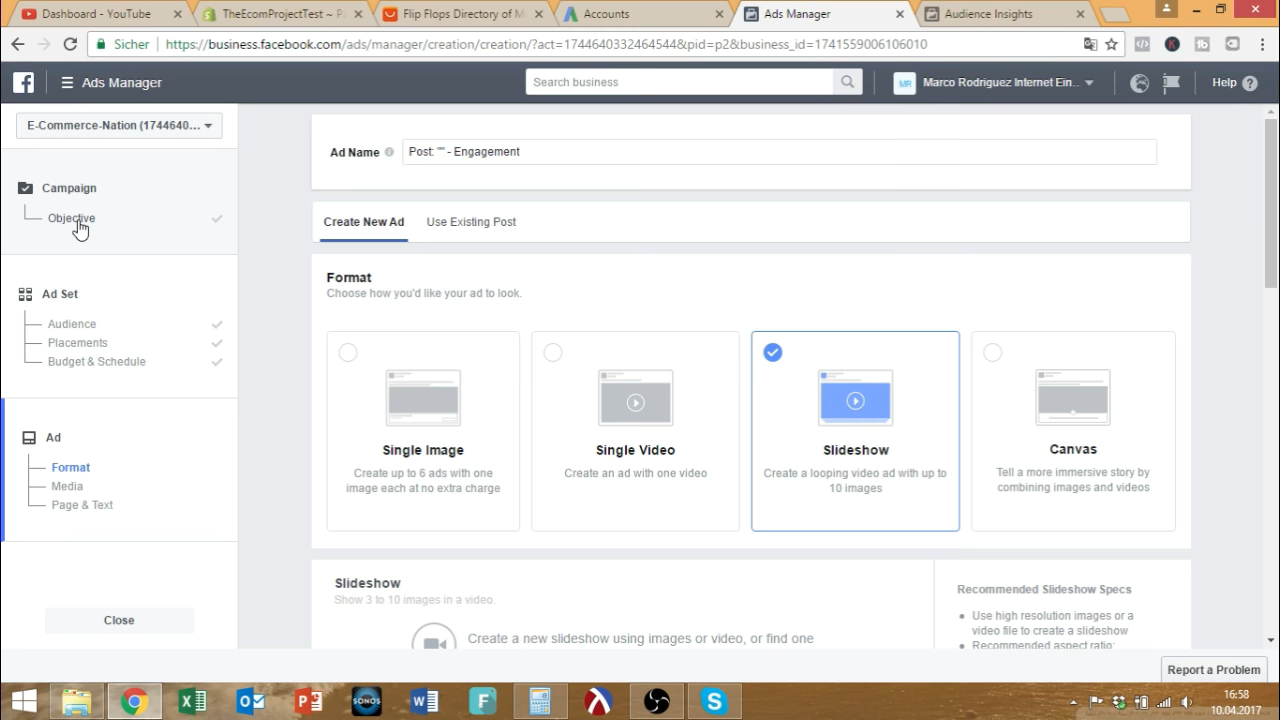 Dashboard - YouTube
TheEcomProjectTest ~
Flip Flops Directory of M
Accounts
Ads Manager
Audience Insights
Sicher
https://business.facebook.com/ads/manager/creation/creation/?act=1744640332464544&pid=p2&business_id=1741559006106010
Ads Manager
Search business
MR
Marco Rodriguez Internet Ein...
Help
E-Commerce-Nation (1744640...
Campaign
Objective
Ad Set
Audience
Placements
Budget & Schedule
Ad
Format
Media
Page & Text
Close
Ad Name
Post: "" - Engagement
Create New Ad
Use Existing Post
Format
Choose how you'd like your ad to look.
Single Image
Create up to 6 ads with one
image each at no extra charge
Single Video
Create an ad with one video
Slideshow
Create a looping video ad with up to
10 images
Canvas
Tell a more immersive story by
combining images and videos
Slideshow
Show 3 to 10 images in a video.
Create a new slideshow using images or video, or find one
Recommended Slideshow Specs
Use high resolution images or a
video file to create a slideshow
Recommended aspect ratio:
Report a Problem
SONOS
16:58
10.04.2017